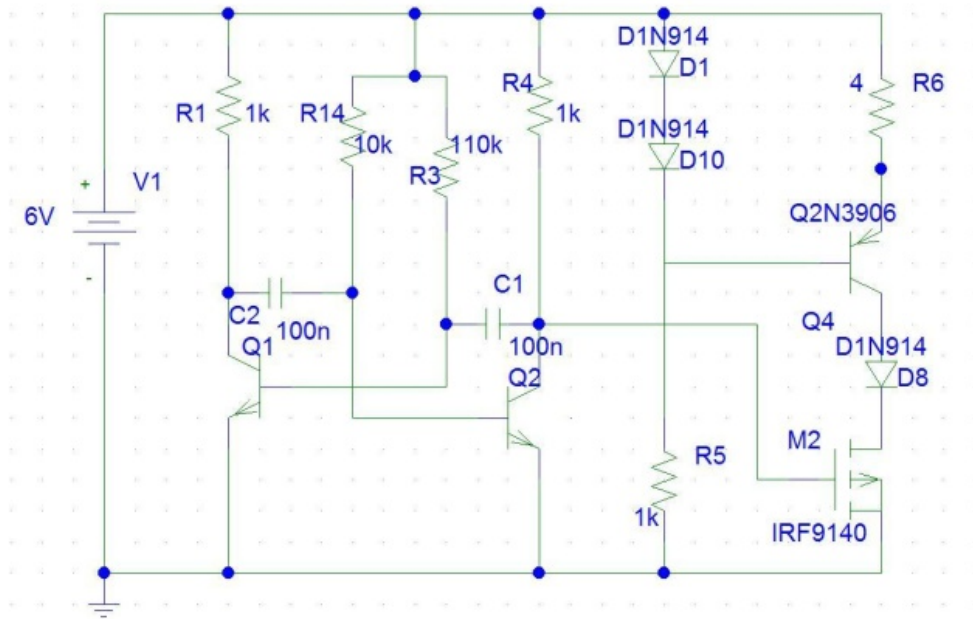 D1N914
D1
R1
1k
R14
10k
110k
R3
R4
1k
D1N914
D10
4
R6
+
V1
6V
-
Q2N3906
C2
100n
Q1
C1
100n
Q2
Q4
D1N914
D8
M2
IRF9140
R5
1k